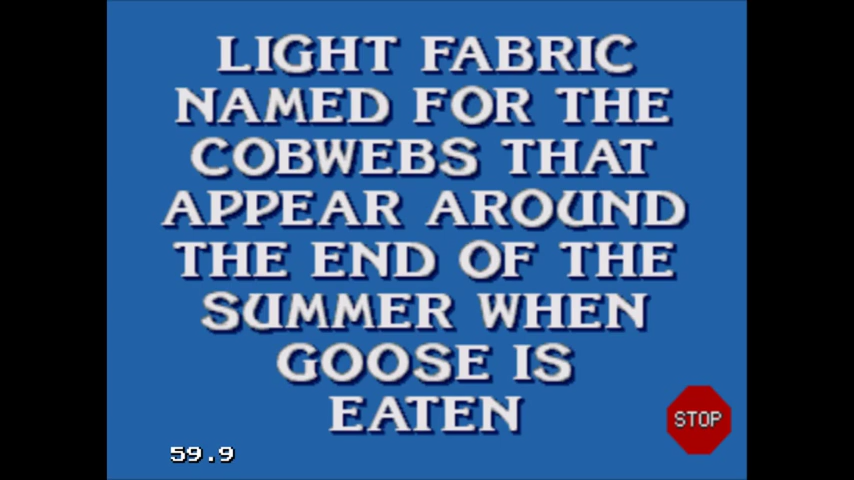 LIGHT FABRIC
NAMED FOR THE
COBWEBS THAT
APPEAR AROUND
THE END OF THE
SUMMER WHEN
GOOSE IS
EATEN
STOP
59.9